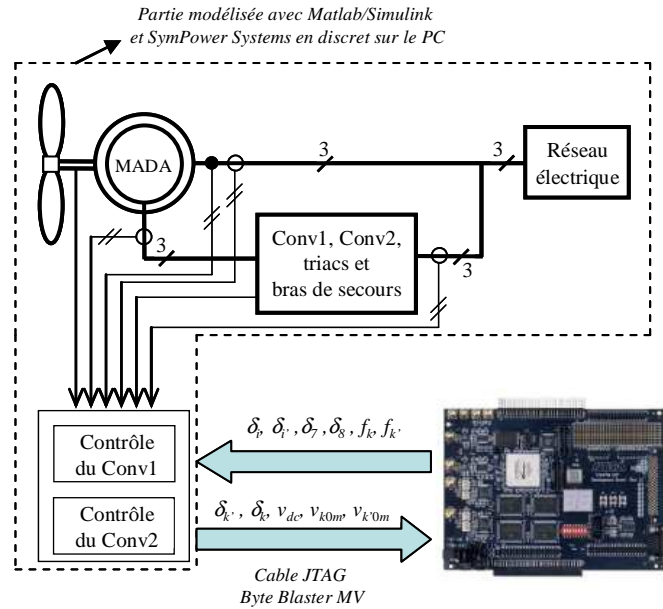 Partie modélisée avec Matlab/Simulink
et SymPower Systems en discret sur le PC
MADA
3
3
Réseau
électrique
3
3
Conv1, Conv2,
triacs et
bras de secours
Contrôle
du Conv1
Contrôle
du Conv2
δi, δi' , δ7, δ8, fk, fk'
δk' , δk, vdc, vk0m, vk'0m
Cable JTAG
Byte Blaster MV